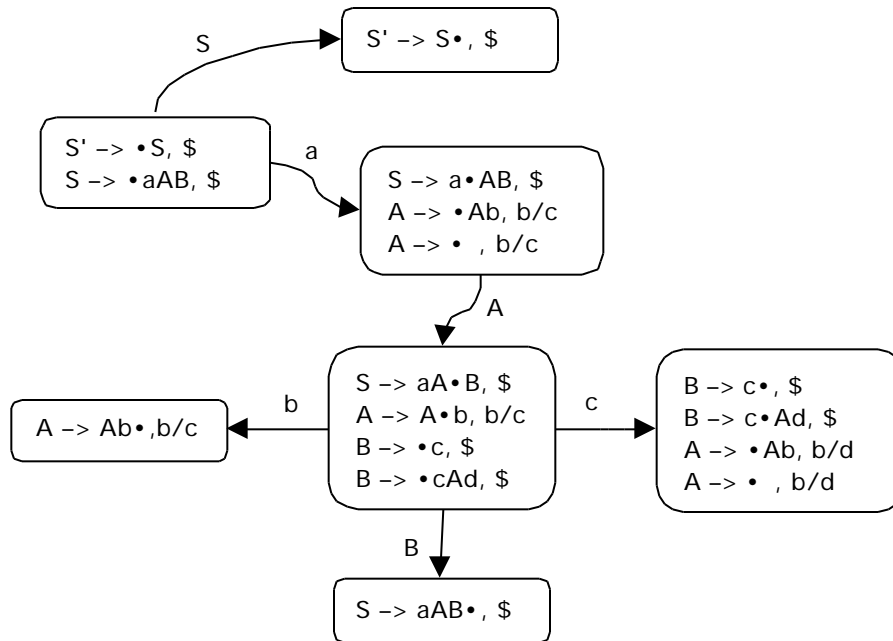 S
S' –> S•, $
S' –> •S, $
S –> •aAB, $
a
S –> a•AB, $
A –> •Ab, b/c
A –> • , b/c
A
S –> aA•B, $
A –> A•b, b/c
B –> •c, $
B –> •cAd, $
b
A –> Ab•,b/c
c
B –> c•, $
B –> c•Ad, $
A –> •Ab, b/d
A –> • , b/d
B
S –> aAB•, $